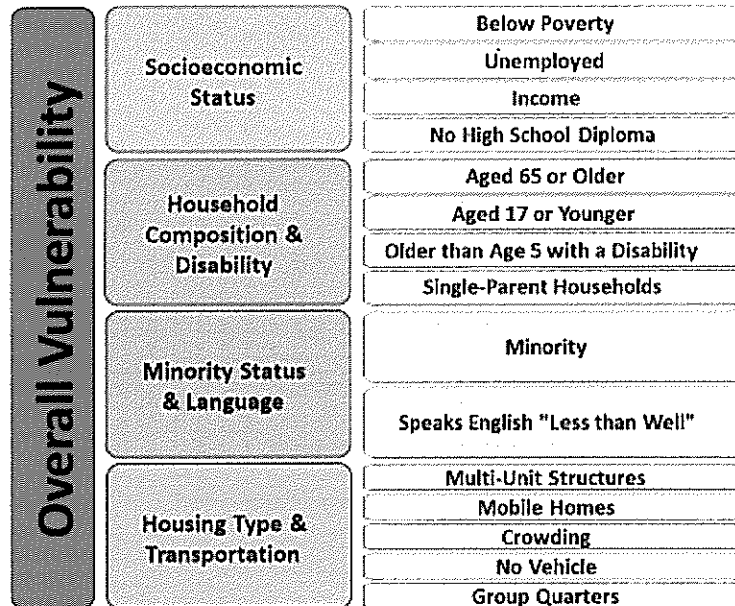 Overall Vulnerability
Socioeconomic
Status
Below Poverty
Unemployed
Income
No High School Diploma
Household
Composition &
Disability
Aged 65 or Older
Aged 17 or Younger
Older than Age 5 with a Disability
Single-Parent Households
Minority Status
& Language
Minority
Speaks English "Less than Well"
Housing Type &
Transportation
Multi-Unit Structures
Mobile Homes
Crowding
No Vehicle
Group Quarters